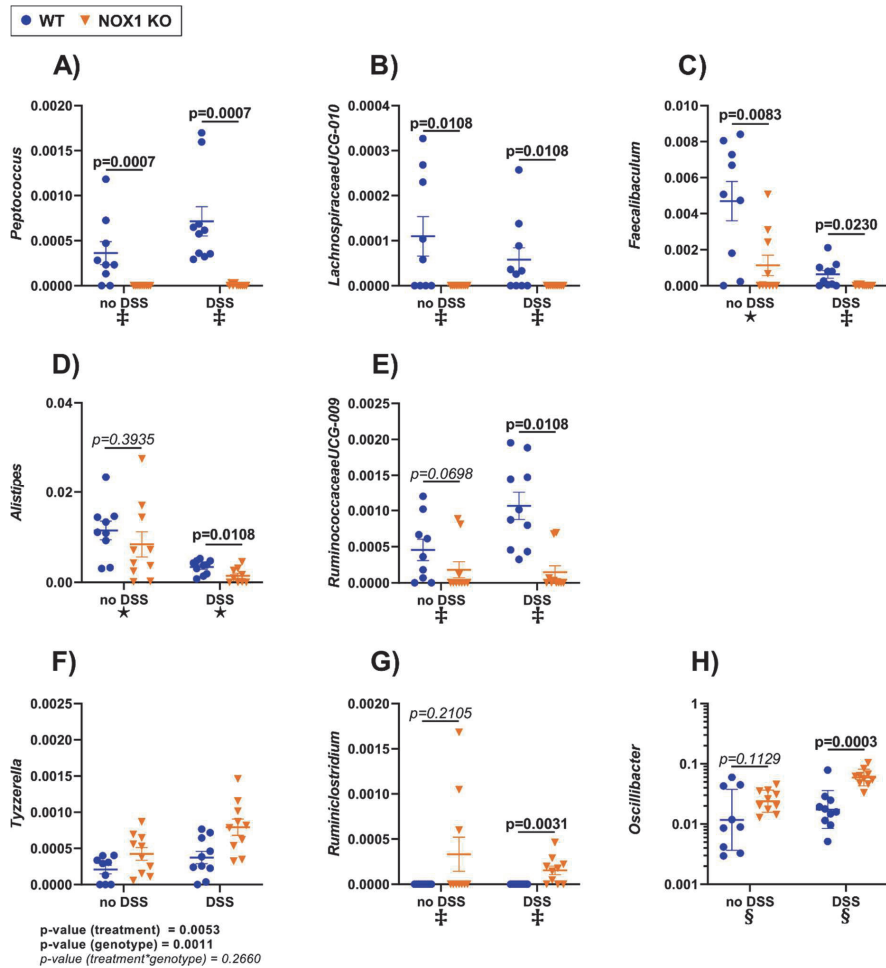 WT NOX1 KO
A)
Peptococcus
0.0020
0.0015
0.0010
0.0005
0.0000
p=0.0007
p=0.0007
no DSS DSS
‡ ‡
B)
LachnospiraceaeUCG-010
0.0004
0.0003
0.0002
0.0001
0.0000
p=0.0108
p=0.0108
no DSS DSS
‡ ‡
C)
Faecalibaculum
0.010
0.008
0.006
0.004
0.002
0.000
p=0.0083
p=0.0230
no DSS DSS
★ ‡
D)
Alistipes
0.04
0.02
0.00
p=0.3935
p=0.0108
no DSS DSS
★ ★
E)
RuminococcaceaeUCG-009
0.0025
0.0020
0.0015
0.0010
0.0005
0.0000
p=0.0698
p=0.0108
no DSS DSS
‡ ‡
F)
Tyzzerella
0.0025
0.0020
0.0015
0.0010
0.0005
0.0000
no DSS DSS
p-value (treatment) = 0.0053
p-value (genotype) = 0.0011
p-value (treatment*genotype) = 0.2660
G)
Ruminiclostridium
0.0020
0.0015
0.0010
0.0005
0.0000
p=0.2105
p=0.0031
no DSS DSS
‡ ‡
H)
Oscillibacter
1
0.1
0.01
0.001
p=0.1129
p=0.0003
no DSS DSS
§ §